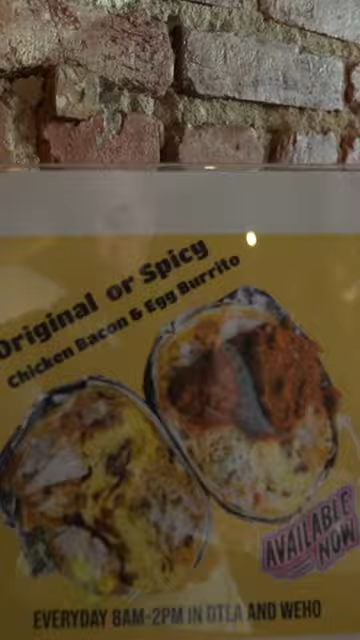 Original or Spicy
Chicken Bacon & Egg Burrito
AVAILABLE
NOW
EVERYDAY 8AM-2PM IN DTLA AND WEHO